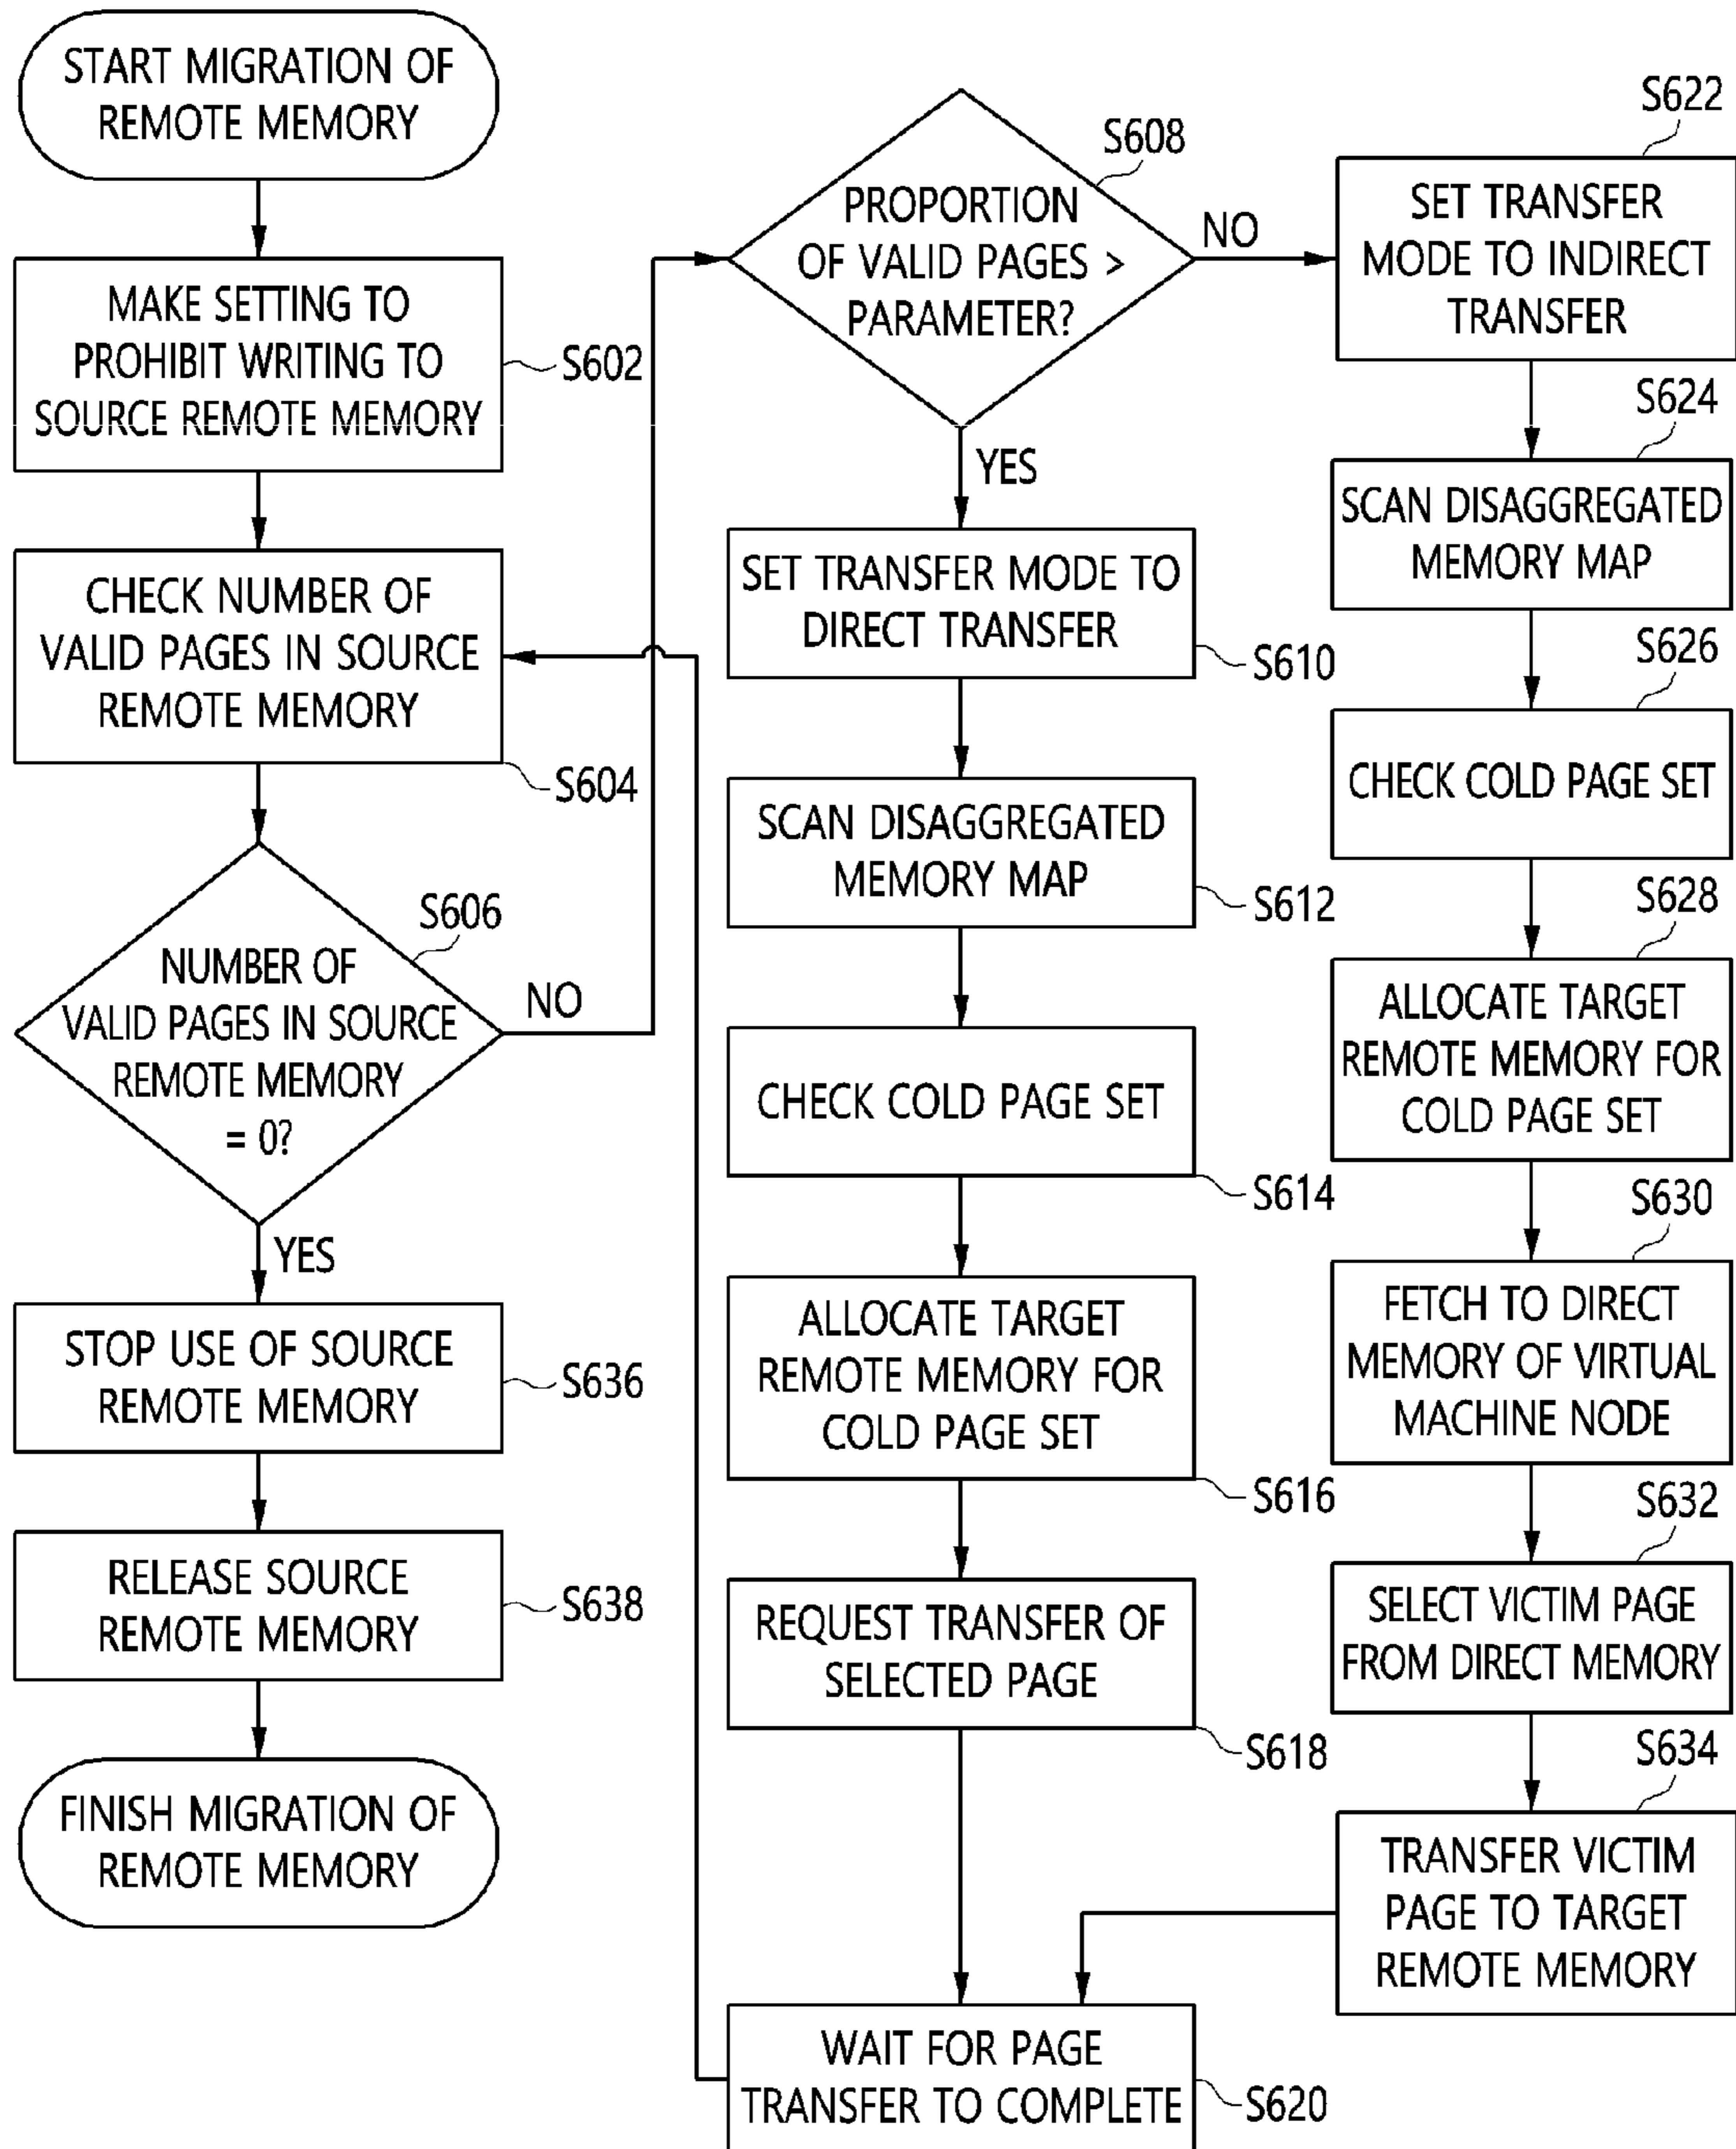 START MIGRATION OF
REMOTE MEMORY
MAKE SETTING TO
PROHIBIT WRITING TO
SOURCE REMOTE MEMORY
S602
CHECK NUMBER OF
VALID PAGES IN SOURCE
REMOTE MEMORY
S604
NUMBER OF
VALID PAGES IN SOURCE
REMOTE MEMORY
= 0?
S606
NO
YES
STOP USE OF SOURCE
REMOTE MEMORY
S636
RELEASE SOURCE
REMOTE MEMORY
S638
FINISH MIGRATION OF
REMOTE MEMORY
S608
PROPORTION
OF VALID PAGES >
PARAMETER?
NO
YES
SET TRANSFER MODE TO
DIRECT TRANSFER
S610
SCAN DISAGGREGATED
MEMORY MAP
S612
CHECK COLD PAGE SET
S614
ALLOCATE TARGET
REMOTE MEMORY FOR
COLD PAGE SET
S616
REQUEST TRANSFER OF
SELECTED PAGE
S618
WAIT FOR PAGE
TRANSFER TO COMPLETE
S620
S622
SET TRANSFER
MODE TO INDIRECT
TRANSFER
S624
SCAN DISAGGREGATED
MEMORY MAP
S626
CHECK COLD PAGE SET
S628
ALLOCATE TARGET
REMOTE MEMORY FOR
COLD PAGE SET
S630
FETCH TO DIRECT
MEMORY OF VIRTUAL
MACHINE NODE
S632
SELECT VICTIM PAGE
FROM DIRECT MEMORY
S634
TRANSFER VICTIM
PAGE TO TARGET
REMOTE MEMORY